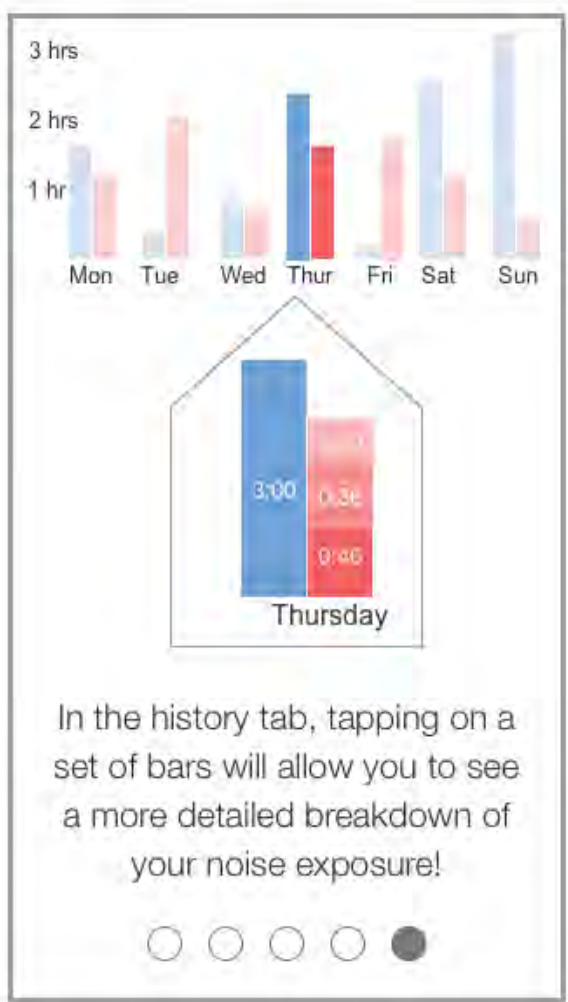 3 hrs
2 hrs
1 hr
Mon Tue Wed Thur Fri Sat Sun
3:00
0:36
0:46
Thursday
In the history tab, tapping on a
set of bars will allow you to see
a more detailed breakdown of
your noise exposure!